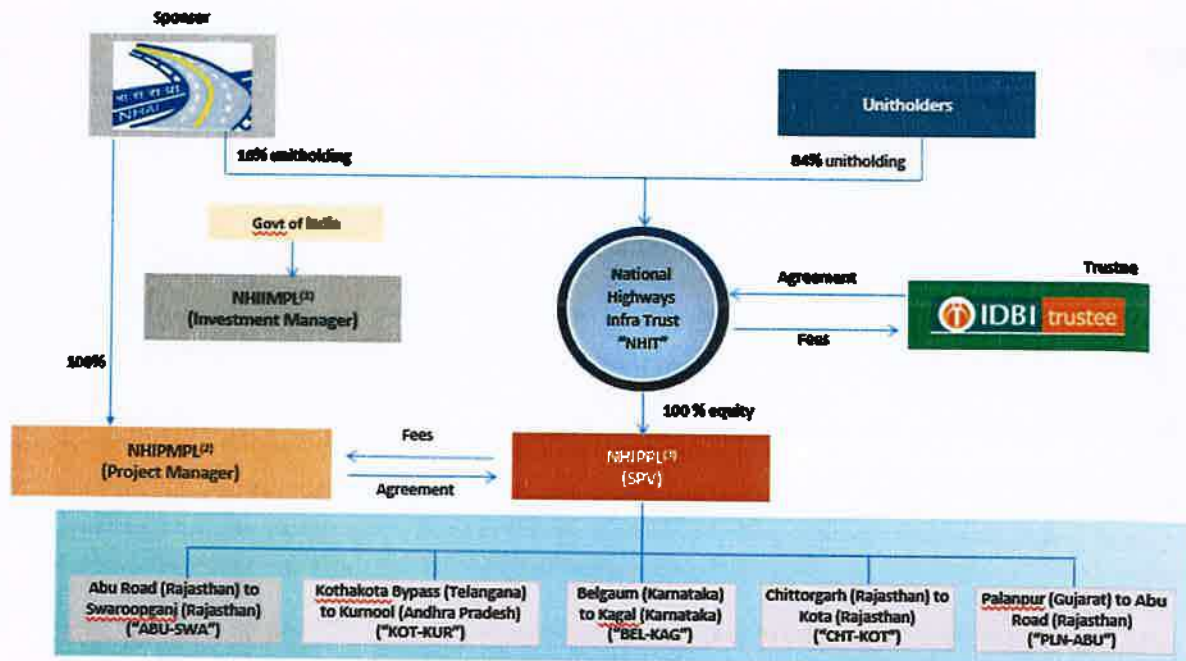 Sponsor
भा रा रा प्रा
NHAI
Unitholders
16% unitholding
84% unitholding
Govt of
NHIIMPL
(Investment Manager)
National
Highways
Infra Trust
"NHIT"
Agreement
Fees
Trustee
IDBI trustee
100%
100 % equity
NHIPMPL(2)
(Project Manager)
Fees
Agreement
NHIPPL(3)
(SPV)
Abu Road (Rajasthan) to
Swaroopganj (Rajasthan)
("ABU-SWA")
Kothakota Bypass (Telangana)
to Kurnool (Andhra Pradesh)
("KOT-KUR")
Belgaum (Karnataka)
to Kagal (Karnataka)
("BEL-KAG")
Chittorgarh (Rajasthan) to
Kota (Rajasthan)
("CHT-KOT")
Palanpur (Gujarat) to Abu
Road (Rajasthan)
("PLN-ABU")